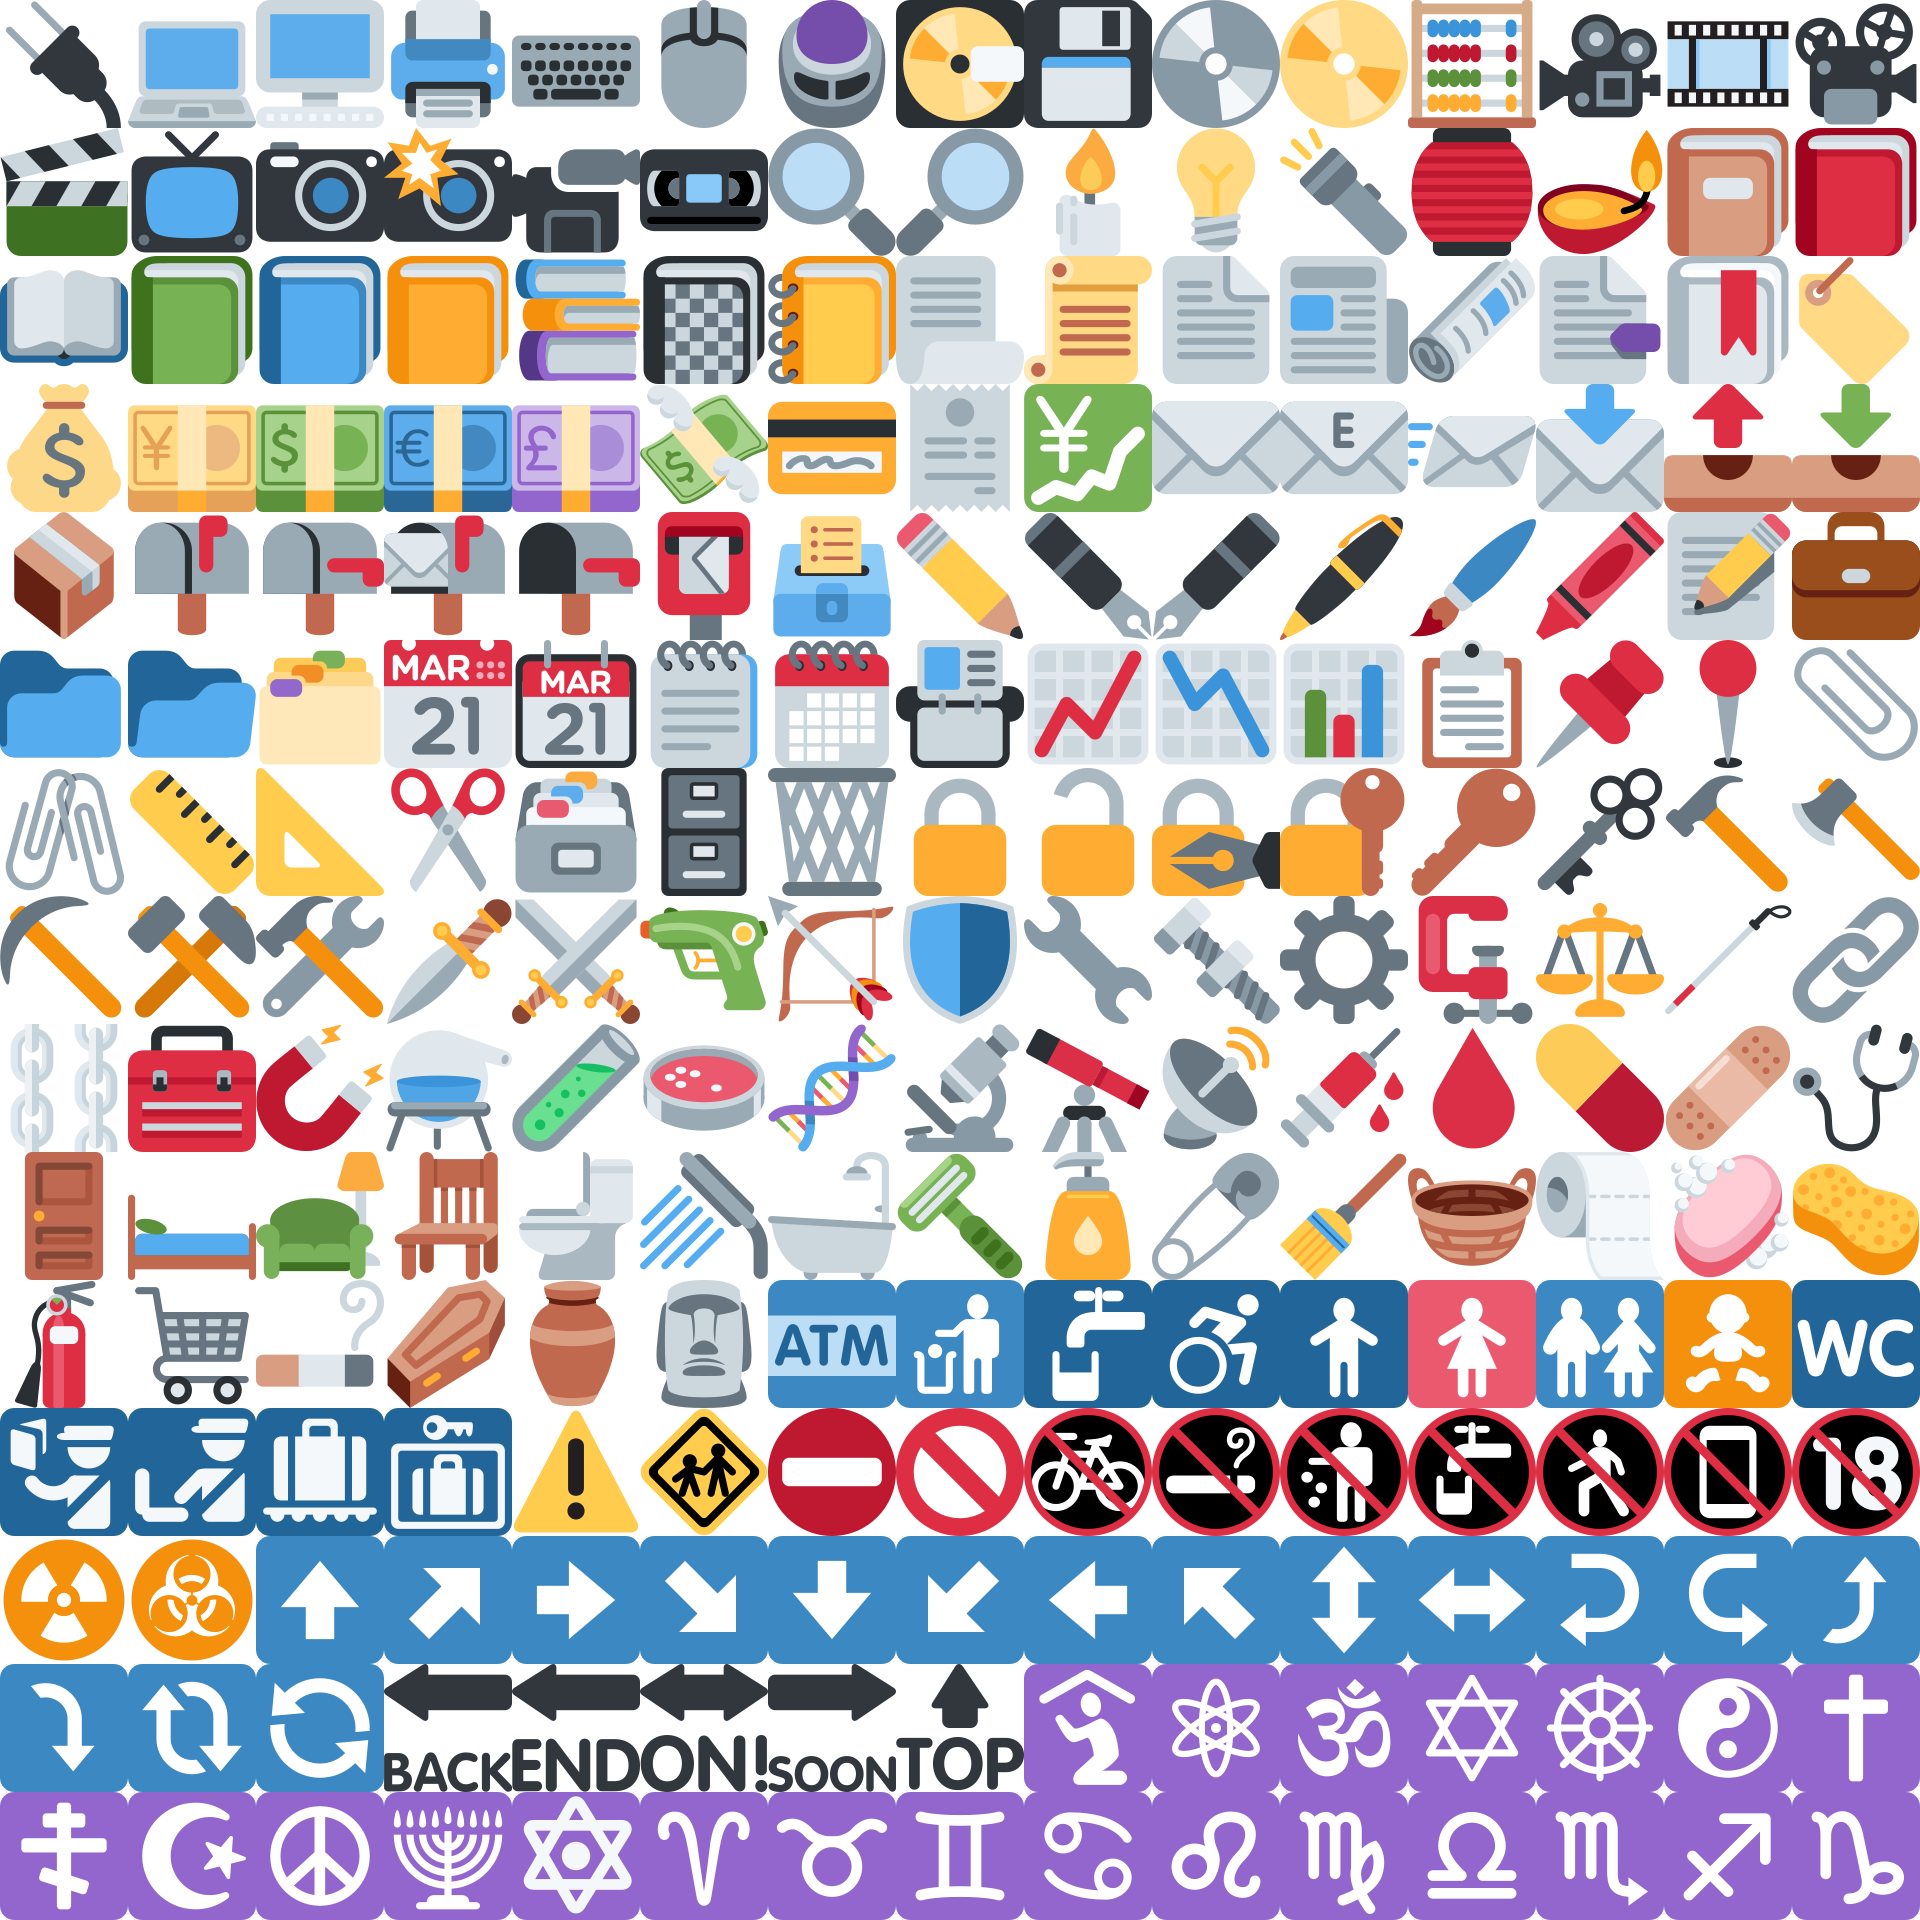 ¥ $ € £
$ $ ¥ E
MAR MAR
21 21
ATM WC
18
BACK END ON! SOON TOP